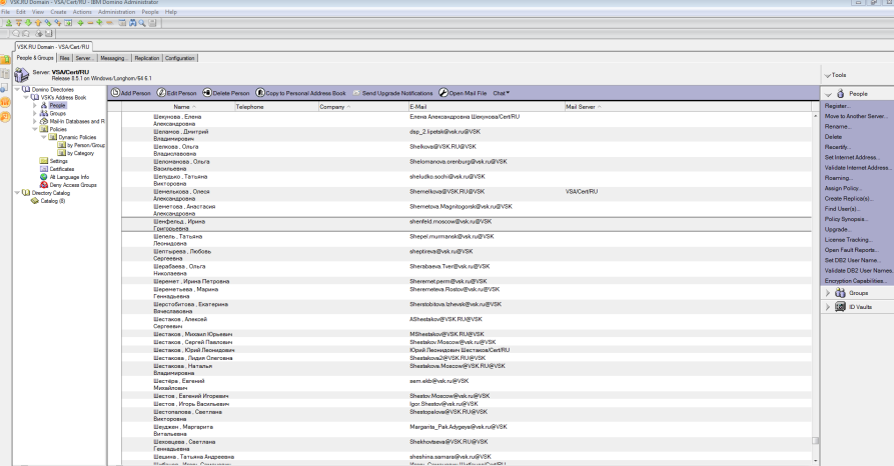 VSK.RU Domain - VSA/Cert/RU - IBM Domino Administrator
File Edit View Create Actions Administration People Help
VSK.RU Domain - VSA/Cert/RU
People & Groups Files Server... Messaging... Replication Configuration
Server: VSA/Cert/RU
Release 8.5.1 on Windows/Longhorn/64 6.1
Tools
Domino Directories
VSK's Address Book
People
Groups
Mail-In Databases and R
Policies
Dynamic Policies
by Person/Group
by Category
Settings
Certificates
Alt Language Info
Deny Access Groups
Directory Catalog
Catalog (8)
Add Person Edit Person Delete Person Copy to Personal Address Book Send Upgrade Notifications Open Mail File Chat
Name Telephone Company E-Mail Mail Server
Шекунова , Елена Елена Александровна Шекунова/Cert/RU
Александровна
Шеланов , Дмитрий dsp_2.lipetsk@vsk.ru@VSK
Владимирович
Шелкова , Ольга Shelkova@VSK.RU@VSK
Владиславовна
Шеломанова , Ольга Shelomanova.orenburg@vsk.ru@VSK
Васильевна
Шелудько , Татьяна sheludko.sochi@vsk.ru@VSK
Викторовна
Шемелькова , Олеся Shemelkova@VSK.RU@VSK VSA/Cert/RU
Александровна
Шеметова , Анастасия Shemetova.Magnitogorsk@vsk.ru@VSK
Александровна
Шенфельд , Ирина shenfeld.moscow@vsk.ru@VSK
Григорьевна
Шепель , Татьяна Shepel.murmansk@vsk.ru@VSK
Леонидовна
Шептырева , Любовь sheptireva@vsk.ru@VSK
Сергеевна
Шерабаева , Ольга Sherabaeva.Tver@vsk.ru@VSK
Николаевна
Шеремет , Ирина Петровна Sheremet.perm@vsk.ru@VSK
Шереметьева , Марина Sheremeteva.Rostov@vsk.ru@VSK
Геннадьевна
Шерстобитова , Екатерина Sherstobitova.Izhevsk@vsk.ru@VSK
Вячеславовна
Шестаков , Алексей AShestakov@VSK.RU@VSK
Сергеевич
Шестаков , Михаил Юрьевич MShestakov@VSK.RU@VSK
Шестаков , Сергей Павлович Shestakov.Moscow@vsk.ru@VSK
Шестаков , Юрий Леонидович Юрий Леонидович Шестаков/Cert/RU
Шестакова , Лидия Олеговна Shestakova2@VSK.RU@VSK
Шестакова , Наталья Shestakova.Moscow@VSK.RU@VSK
Владимировна
Шестёра , Евгений sem.akb@vsk.ru@VSK
Михайлович
Шестов , Евгений Игоревич Shestov.Moscow@vsk.ru@VSK
Шестов , Игорь Васильевич Igor.Shestov@vsk.ru@VSK
Шестопалова , Светлана Shestopalova@VSK.RU@VSK
Викторовна
Шеуджен , Маргарита Margarita_Pak.Adygeya@vsk.ru@VSK
Витальевна
Шеховцева , Светлана Shekhovtseva@VSK.RU@VSK
Геннадьевна
Шешина , Татьяна Андреевна sheshina.samara@vsk.ru@VSK
People
Register...
Move to Another Server...
Rename...
Delete
Recertify...
Set Internet Address...
Validate Internet Address...
Roaming...
Assign Policy...
Create Replica(s)...
Find User(s)...
Policy Synopsis...
Upgrade...
License Tracking...
Open Fault Reports...
Set DB2 User Name...
Validate DB2 User Names...
Encryption Capabilities...
Groups
ID Vaults